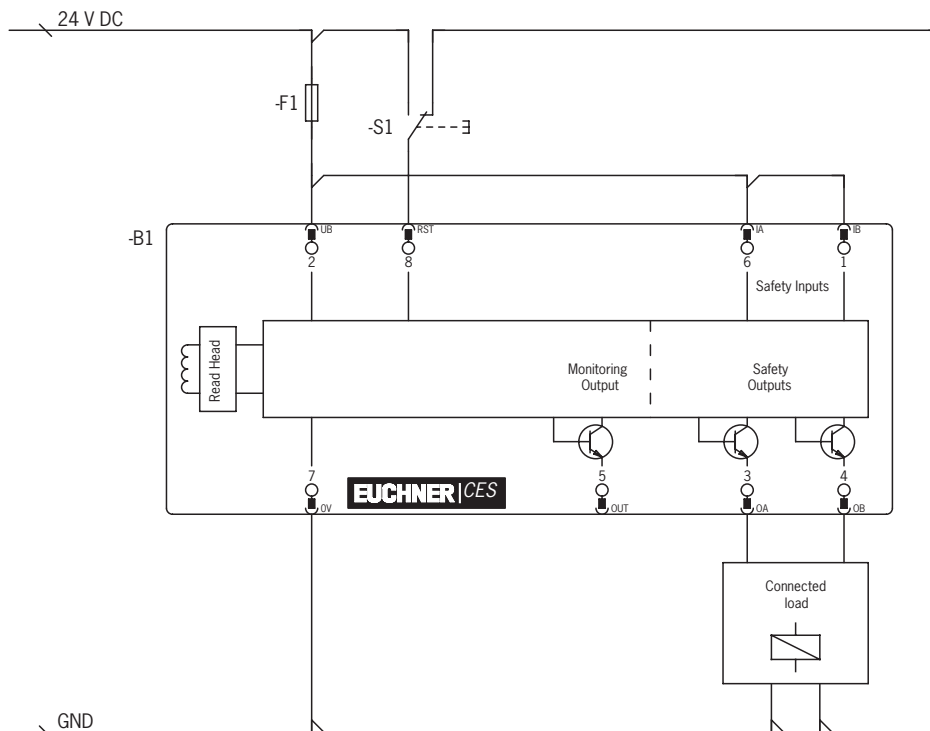 24 V DC
-F1
-S1
-B1
UB
RST
IA
IB
2
8
6
1
Safety Inputs
Read Head
Monitoring
Output
Safety
Outputs
7
5
3
4
EUCHNER CES
0V
OUT
OA
OB
Connected
load
GND